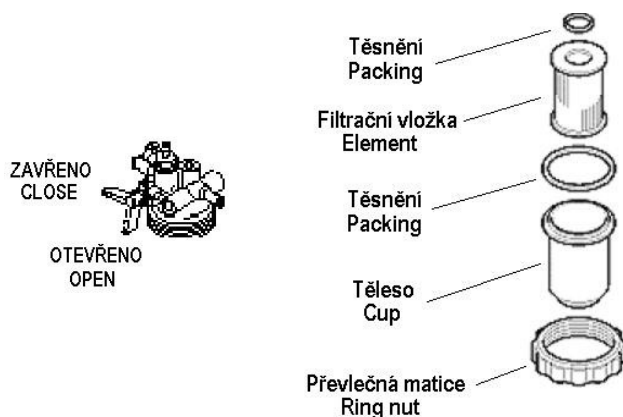 ZAVŘENO
CLOSE
OTEVŘENO
OPEN
Těsnění
Packing
Filtrační vložka
Element
Těsnění
Packing
Těleso
Cup
Převlečná matice
Ring nut